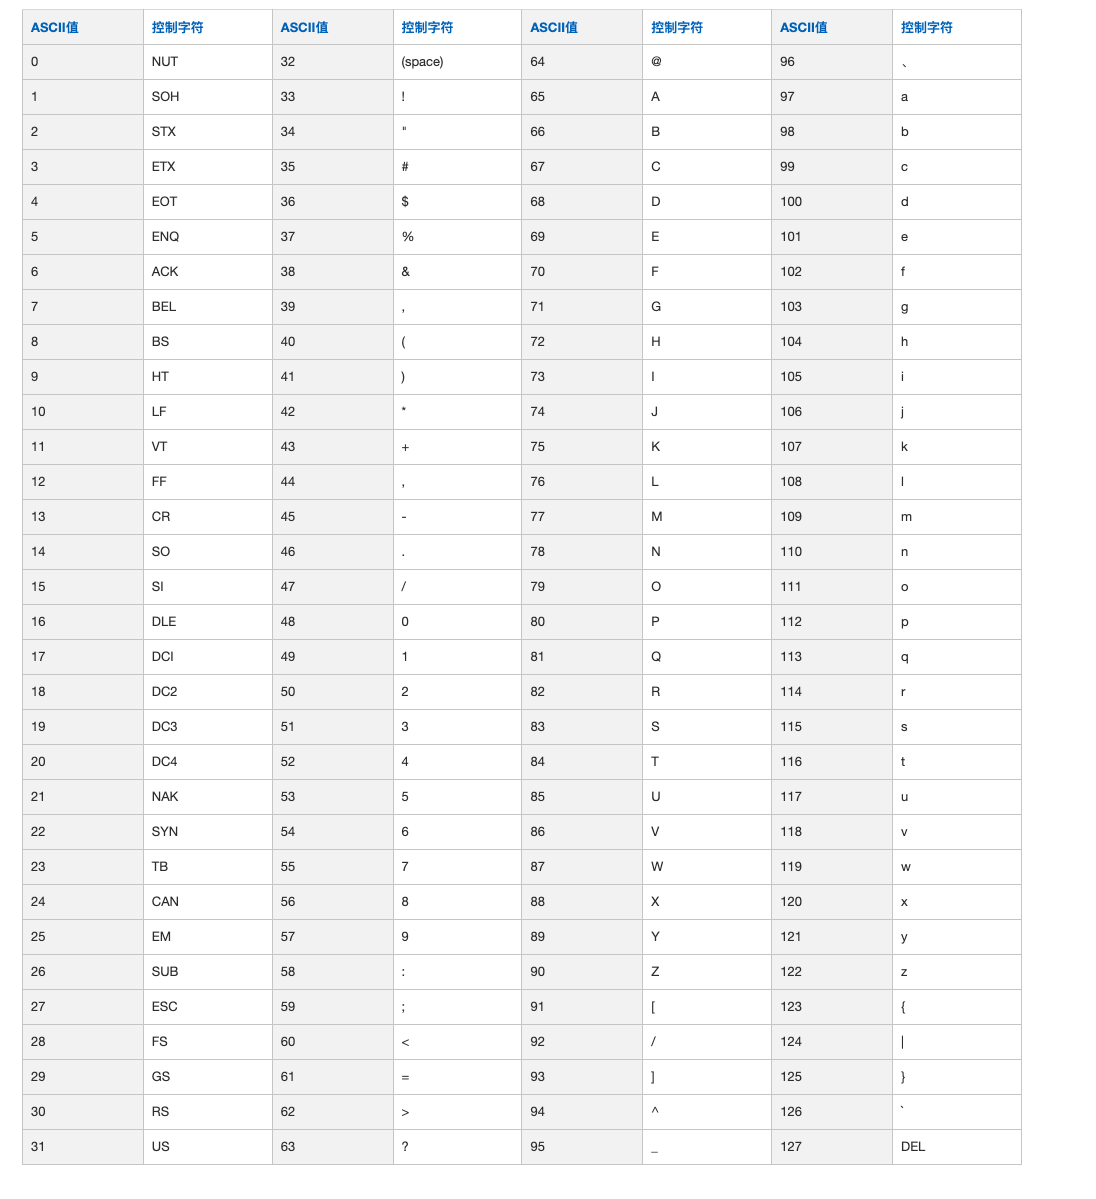 ASCII值 控制字符 ASCII值 控制字符 ASCII值 控制字符 ASCII值 控制字符
0 NUT 32 (space) 64 @ 96 、
1 SOH 33 ! 65 A 97 a
2 STX 34 " 66 B 98 b
3 ETX 35 # 67 C 99 c
4 EOT 36 $ 68 D 100 d
5 ENQ 37 % 69 E 101 e
6 ACK 38 & 70 F 102 f
7 BEL 39 , 71 G 103 g
8 BS 40 ( 72 H 104 h
9 HT 41 ) 73 I 105 i
10 LF 42 * 74 J 106 j
11 VT 43 + 75 K 107 k
12 FF 44 , 76 L 108 l
13 CR 45 - 77 M 109 m
14 SO 46 . 78 N 110 n
15 SI 47 / 79 O 111 o
16 DLE 48 0 80 P 112 p
17 DCI 49 1 81 Q 113 q
18 DC2 50 2 82 R 114 r
19 DC3 51 3 83 S 115 s
20 DC4 52 4 84 T 116 t
21 NAK 53 5 85 U 117 u
22 SYN 54 6 86 V 118 v
23 TB 55 7 87 W 119 w
24 CAN 56 8 88 X 120 x
25 EM 57 9 89 Y 121 y
26 SUB 58 : 90 Z 122 z
27 ESC 59 ; 91 [ 123 {
28 FS 60 < 92 / 124 |
29 GS 61 = 93 ] 125 }
30 RS 62 > 94 ^ 126 `
31 US 63 ? 95 _ 127 DEL